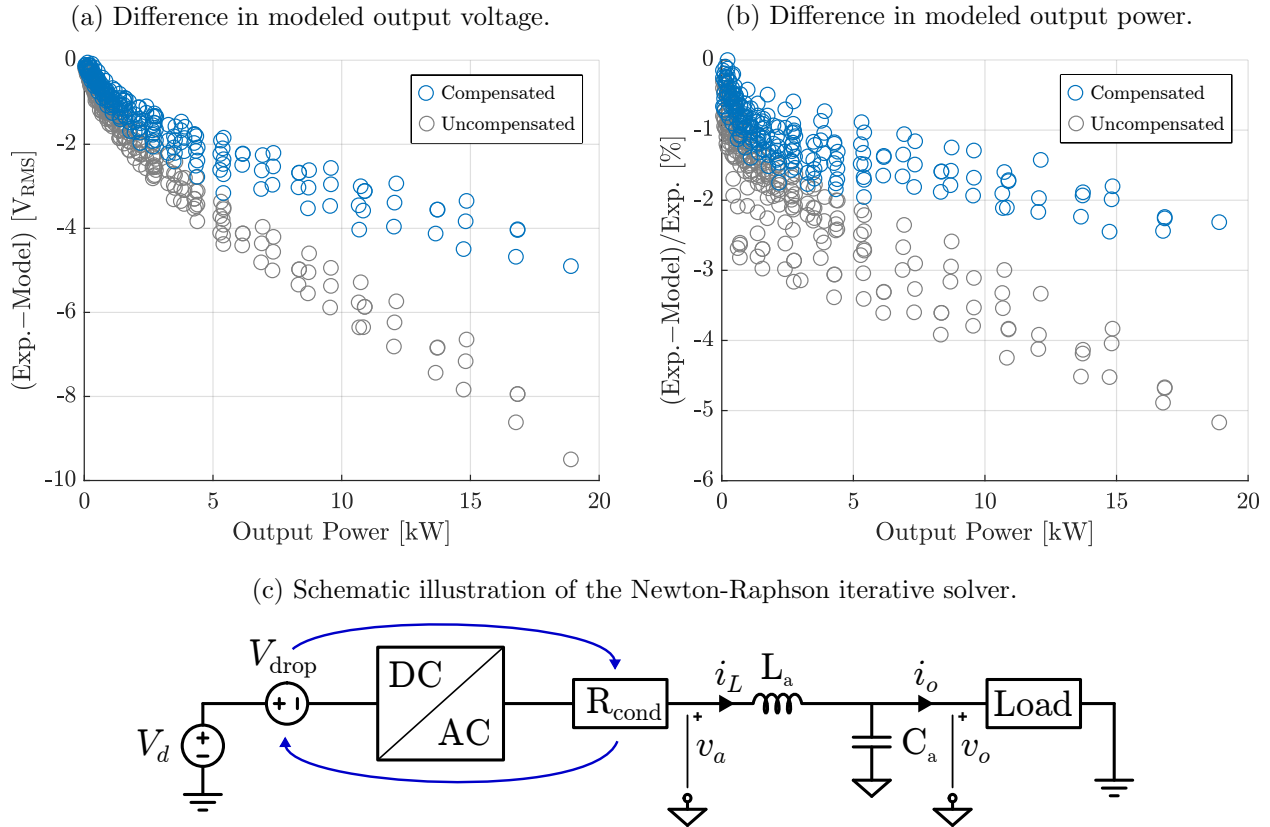 (a) Difference in modeled output voltage.
0
-2
-4
-6
-8
-10
0
5
10
15
20
Output Power [kW]
(Exp.−Model) [V_RMS]
Compensated
Uncompensated
(b) Difference in modeled output power.
0
-1
-2
-3
-4
-5
-6
0
5
10
15
20
Output Power [kW]
(Exp.−Model)/Exp. [%]
Compensated
Uncompensated
(c) Schematic illustration of the Newton-Raphson iterative solver.
V_drop
V_d
+ −
+ −
DC
AC
R_cond
i_L
L_a
+
v_a
C_a
i_o
+
v_o
Load